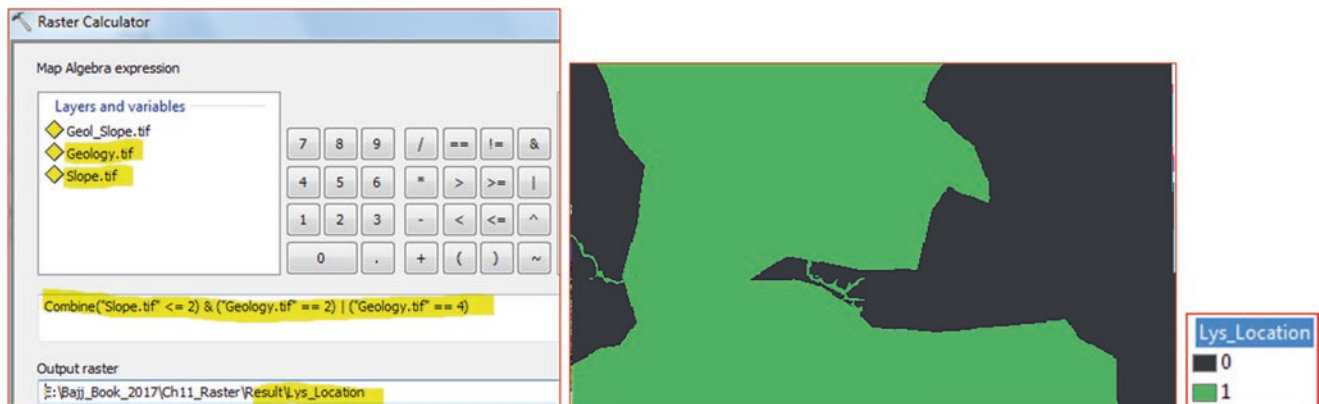 Raster Calculator
Map Algebra expression
Layers and variables
Geol_Slope.tif
Geology.tif
Slope.tif
7 8 9 / == != &
4 5 6 * > >= |
1 2 3 - < <= ^
0 . + ( ) ~
Combine("Slope.tif" <= 2) & ("Geology.tif" == 2) | ("Geology.tif" == 4)
Output raster
E:\Bajj_Book_2017\Ch11_Raster\Result\Lys_Location
Lys_Location
0
1